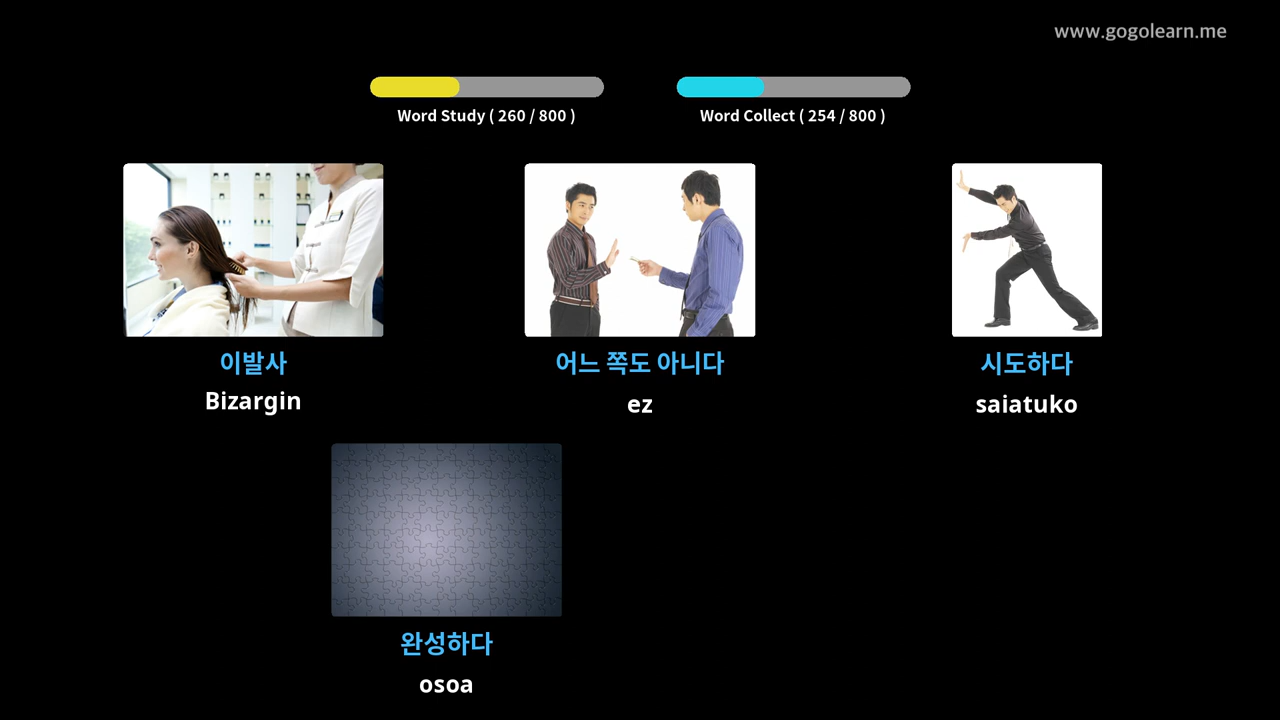 www.gogolearn.me
Word Study ( 260 / 800 )
Word Collect ( 254 / 800 )
이발사
Bizargin
어느 쪽도 아니다
ez
시도하다
saiatuko
완성하다
osoa